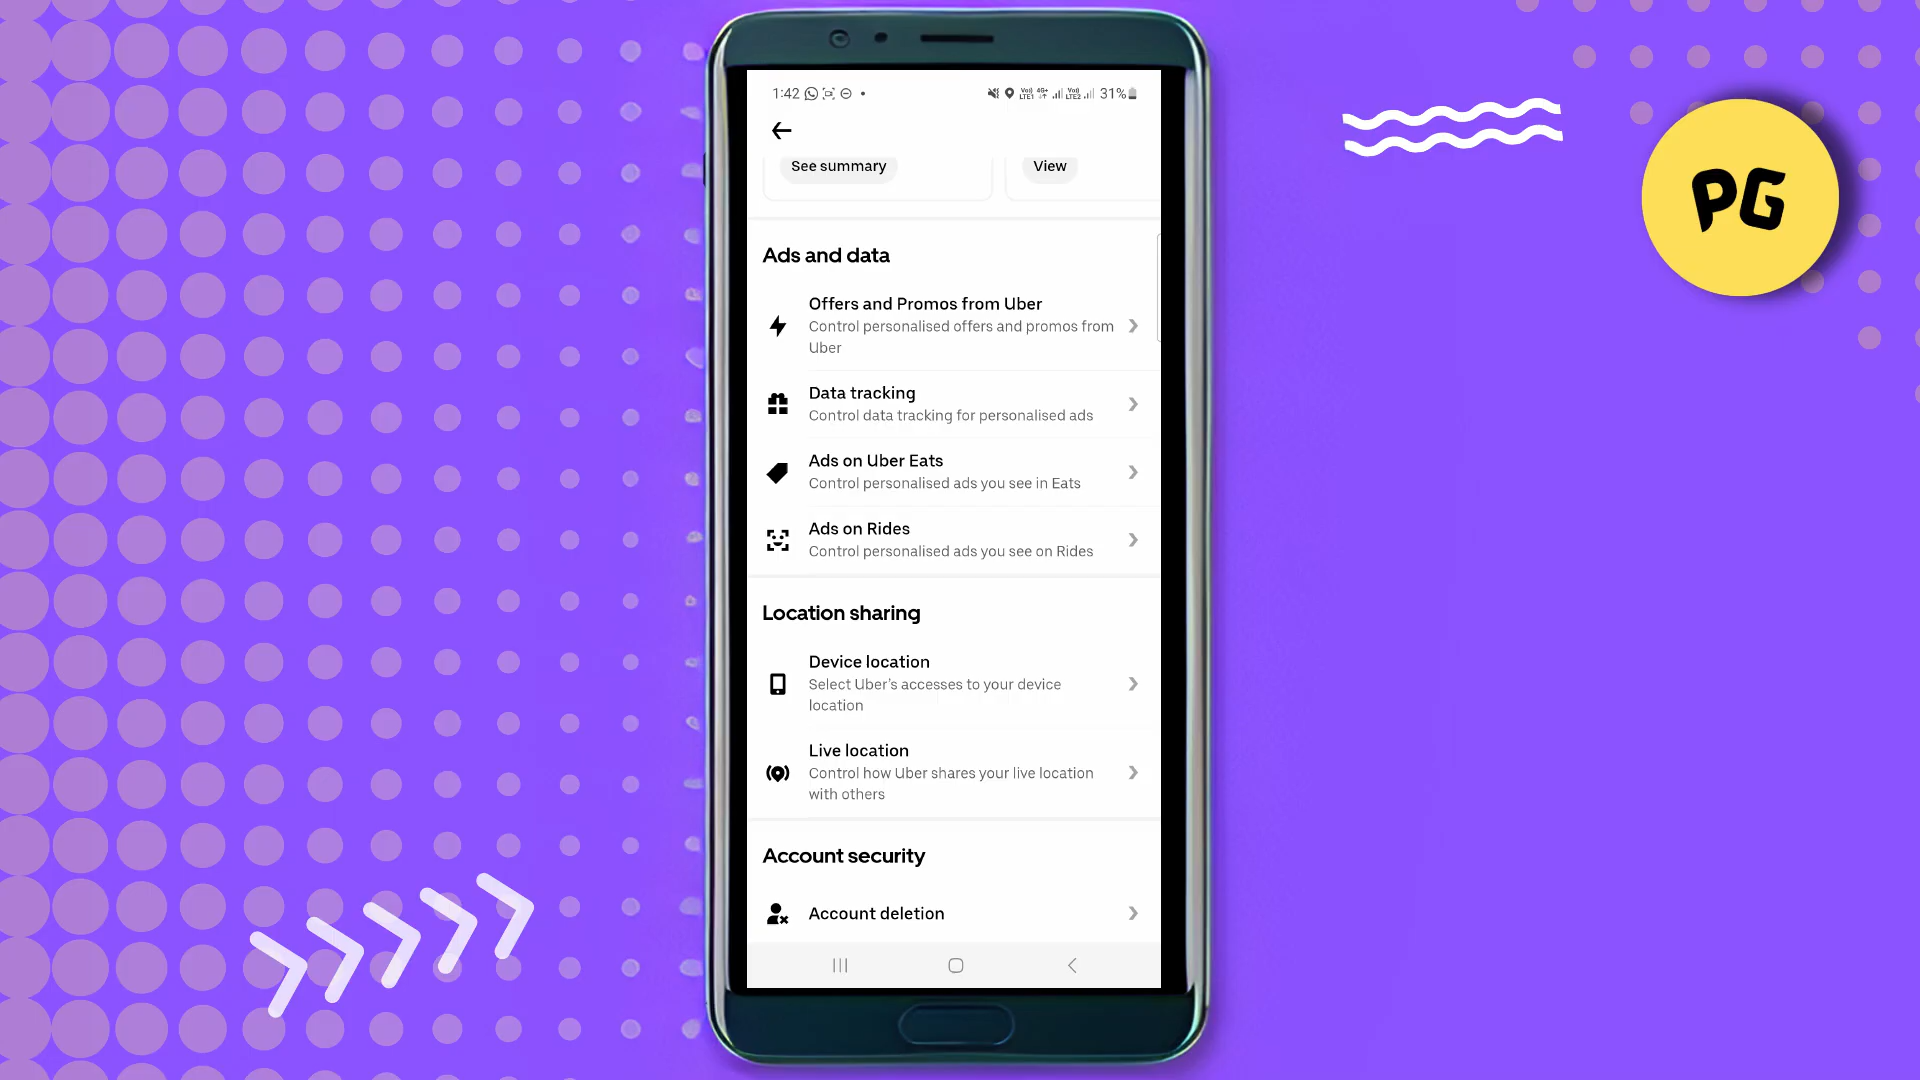 1:42
31%
PG
See summary
View
Ads and data
Offers and Promos from Uber
Control personalised offers and promos from
Uber
Data tracking
Control data tracking for personalised ads
Ads on Uber Eats
Control personalised ads you see in Eats
Ads on Rides
Control personalised ads you see on Rides
Location sharing
Device location
Select Uber’s accesses to your device
location
Live location
Control how Uber shares your live location
with others
Account security
Account deletion